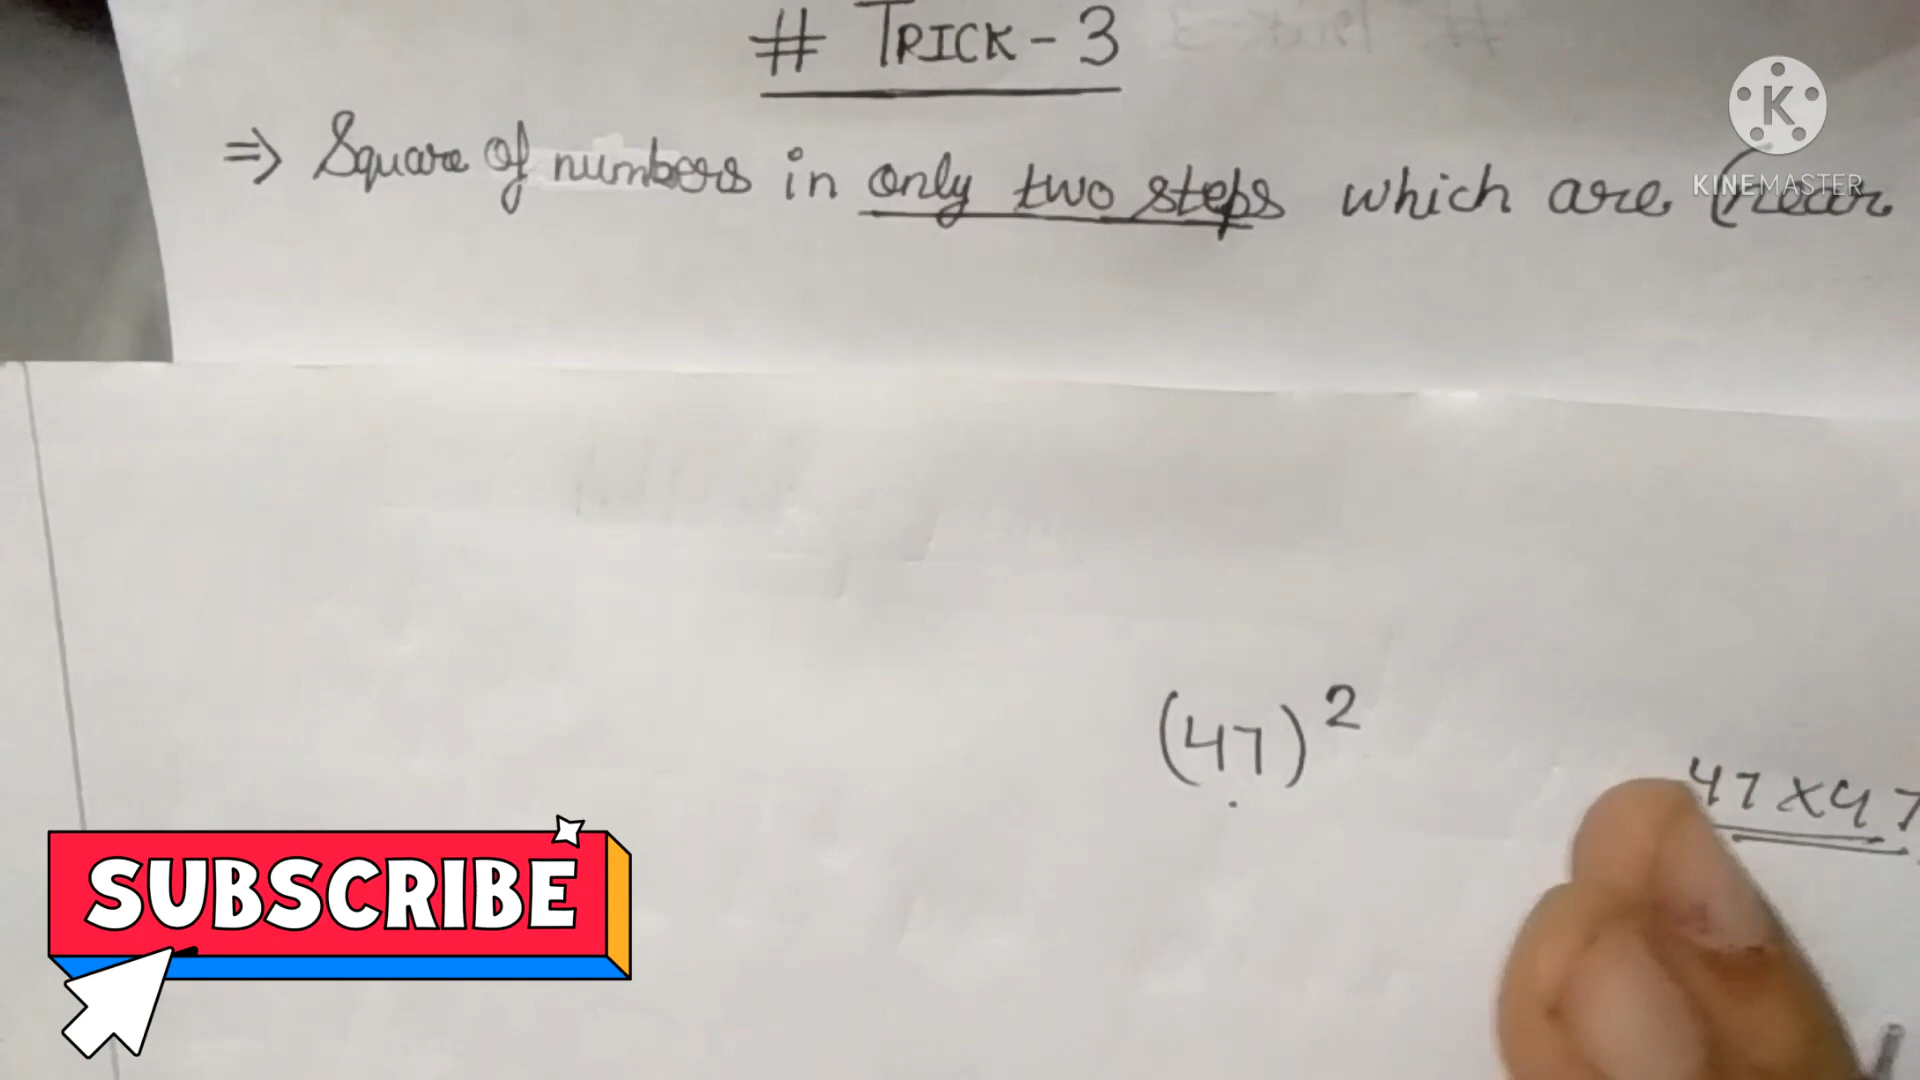 # TRICK - 3
⇒ Square of numbers in only two steps which are (near
KINEMASTER
(47)²
47 x 47
SUBSCRIBE